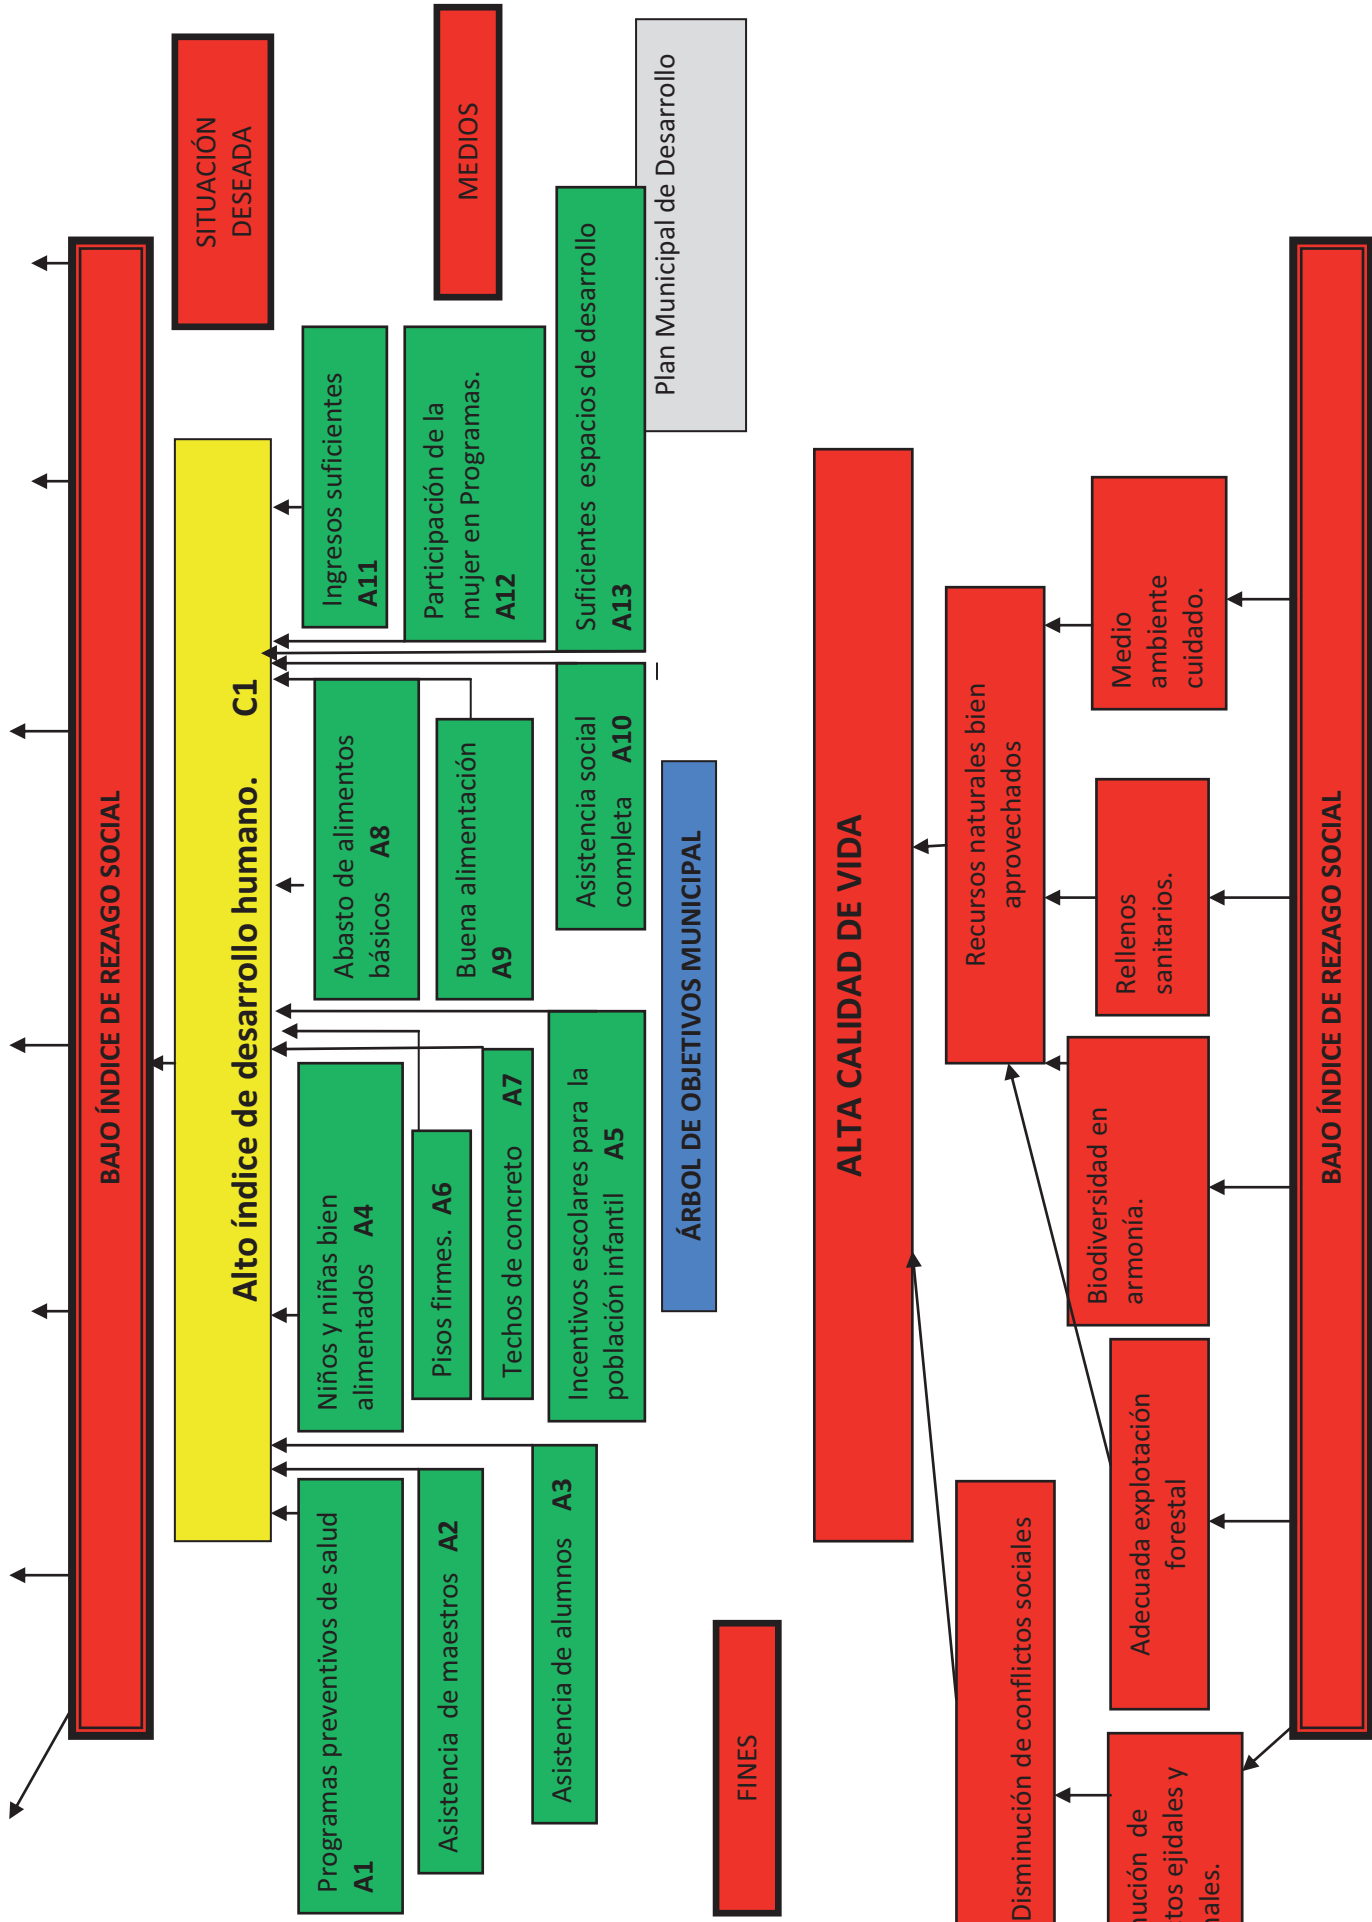 BAJO ÍNDICE DE REZAGO SOCIAL
SITUACIÓN
DESEADA
Alto índice de desarrollo humano. C1
Programas preventivos de salud
A1
Asistencia de maestros A2
Asistencia de alumnos A3
Niños y niñas bien
alimentados A4
Pisos firmes. A6
Techos de concreto A7
Incentivos escolares para la
población infantil A5
Abasto de alimentos
básicos A8
Buena alimentación
A9
Asistencia social
completa A10
Ingresos suficientes
A11
Participación de la
mujer en Programas.
A12
Suficientes espacios de desarrollo
A13
MEDIOS
Plan Municipal de Desarrollo
ÁRBOL DE OBJETIVOS MUNICIPAL
FINES
ALTA CALIDAD DE VIDA
Disminución de conflictos sociales
Recursos naturales bien
aprovechados
nución de
tos ejidales y
nales.
Adecuada explotación
forestal
Biodiversidad en
armonía.
Rellenos
sanitarios.
Medio
ambiente
cuidado.
BAJO ÍNDICE DE REZAGO SOCIAL